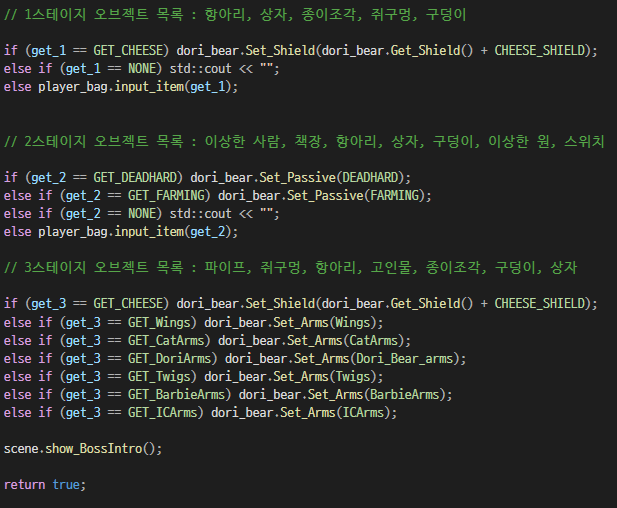 // 1스테이지 오브젝트 목록 : 항아리, 상자, 종이조각, 쥐구멍, 구덩이
if (get_1 == GET_CHEESE) dori_bear.Set_Shield(dori_bear.Get_Shield() + CHEESE_SHIELD);
else if (get_1 == NONE) std::cout << "";
else player_bag.input_item(get_1);
// 2스테이지 오브젝트 목록 : 이상한 사람, 책장, 항아리, 상자, 구덩이, 이상한 원, 스위치
if (get_2 == GET_DEADHARD) dori_bear.Set_Passive(DEADHARD);
else if (get_2 == GET_FARMING) dori_bear.Set_Passive(FARMING);
else if (get_2 == NONE) std::cout << "";
else player_bag.input_item(get_2);
// 3스테이지 오브젝트 목록 : 파이프, 쥐구멍, 항아리, 고인물, 종이조각, 구덩이, 상자
if (get_3 == GET_CHEESE) dori_bear.Set_Shield(dori_bear.Get_Shield() + CHEESE_SHIELD);
else if (get_3 == GET_Wings) dori_bear.Set_Arms(Wings);
else if (get_3 == GET_CatArms) dori_bear.Set_Arms(CatArms);
else if (get_3 == GET_DoriArms) dori_bear.Set_Arms(Dori_Bear_arms);
else if (get_3 == GET_Twigs) dori_bear.Set_Arms(Twigs);
else if (get_3 == GET_BarbieArms) dori_bear.Set_Arms(BarbieArms);
else if (get_3 == GET_ICArms) dori_bear.Set_Arms(ICArms);
scene.show_BossIntro();
return true;